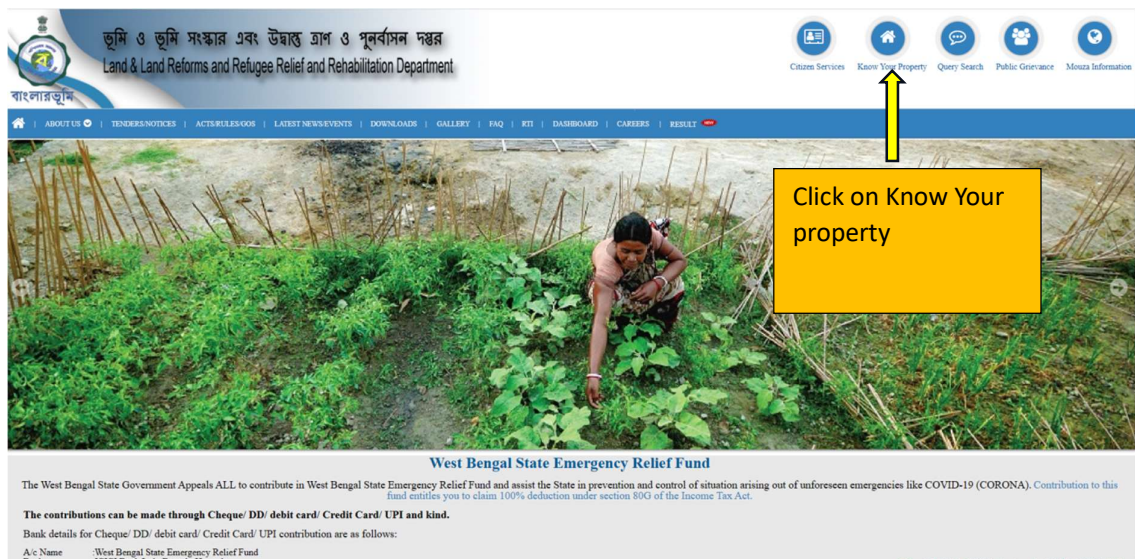 ভূমি ও ভূমি সংস্কার এবং উদ্বাস্তু ত্রাণ ও পুনর্বাসন দপ্তর
Land & Land Reforms and Refugee Relief and Rehabilitation Department
বাংলারভূমি
Citizen Services
Know Your Property
Query Search
Public Grievance
Mouza Information
ABOUT US | TENDERS/NOTICES | ACTS/RULES/GOS | LATEST NEWS/EVENTS | DOWNLOADS | GALLERY | FAQ | RTI | DASHBOARD | CAREERS | RESULT
Click on Know Your
property
West Bengal State Emergency Relief Fund
The West Bengal State Government Appeals ALL to contribute in West Bengal State Emergency Relief Fund and assist the State in prevention and control of situation arising out of unforeseen emergencies like COVID-19 (CORONA). Contribution to this
fund entitles you to claim 100% deduction under section 80G of the Income Tax Act.
The contributions can be made through Cheque/ DD/ debit card/ Credit Card/ UPI and kind.
Bank details for Cheque/ DD/ debit card/ Credit Card/ UPI contribution are as follows:
A/c Name :West Bengal State Emergency Relief Fund